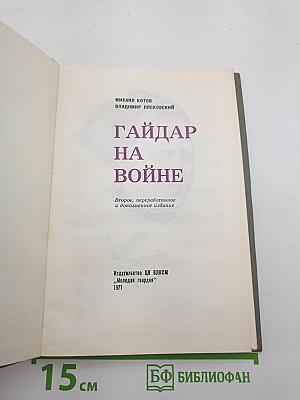 МИХАИЛ КОТОВ
ВЛАДИМИР ЛЯСКОВСКИЙ
ГАЙДАР
НА
ВОЙНЕ
Второе, переработанное
и дополненное издание
Издательство ЦК ВЛКСМ
„Молодая гвардия"
1971
15 см
БФ БИБЛИОФАН